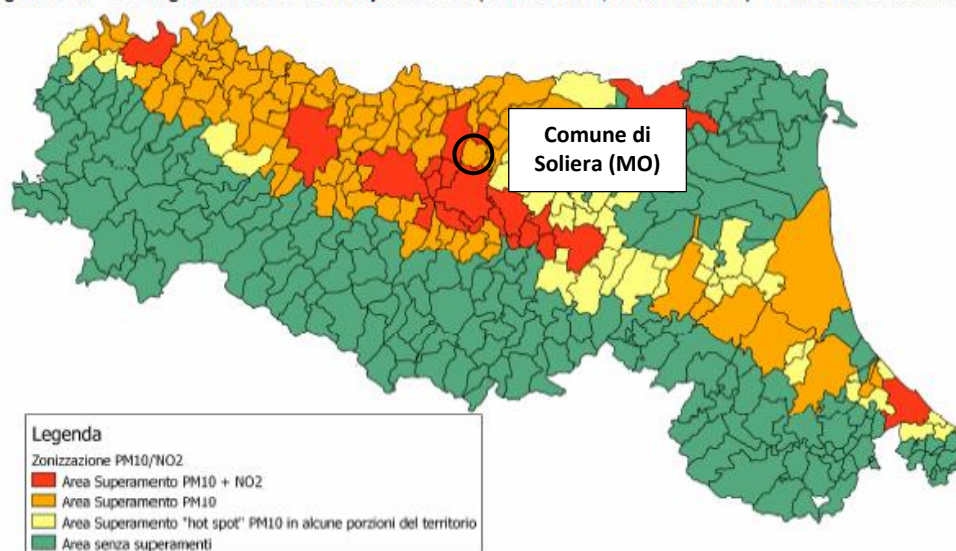 Comune di
Soliera (MO)
Legenda
Zonizzazione PM10/NO2
Area Superamento PM10 + NO2
Area Superamento PM10
Area Superamento "hot spot" PM10 in alcune porzioni del territorio
Area senza superamenti